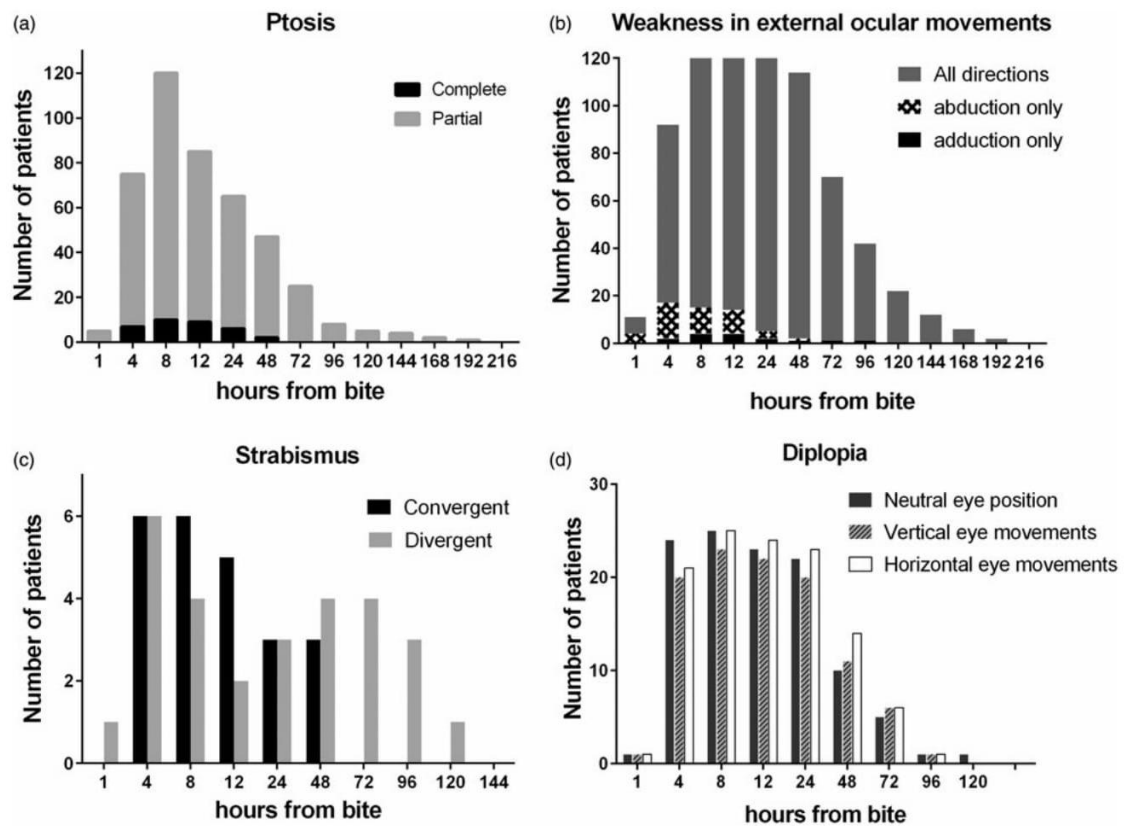 (a)
Ptosis
Number of patients
120
100
80
60
40
20
0
Complete
Partial
1 4 8 12 24 48 72 96 120 144 168 192 216
hours from bite
(b)
Weakness in external ocular movements
Number of patients
120
100
80
60
40
20
0
All directions
abduction only
adduction only
1 4 8 12 24 48 72 96 120 144 168 192 216
hours from bite
(c)
Strabismus
Number of patients
6
4
2
0
Convergent
Divergent
1 4 8 12 24 48 72 96 120 144
hours from bite
(d)
Diplopia
Number of patients
30
20
10
0
Neutral eye position
Vertical eye movements
Horizontal eye movements
1 4 8 12 24 48 72 96 120
hours from bite